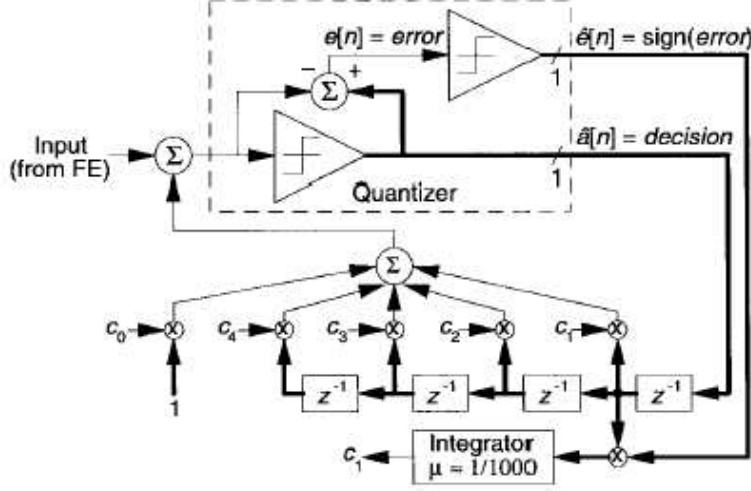 e[n] = error
ê[n] = sign(error)
− +
Σ
1
Input
(from FE)
Σ
â[n] = decision
1
Quantizer
Σ
c₀ x c₄ x c₃ x c₂ x c₁ x
1
z⁻¹ z⁻¹ z⁻¹ z⁻¹
c₁
Integrator
μ = 1/1000
x